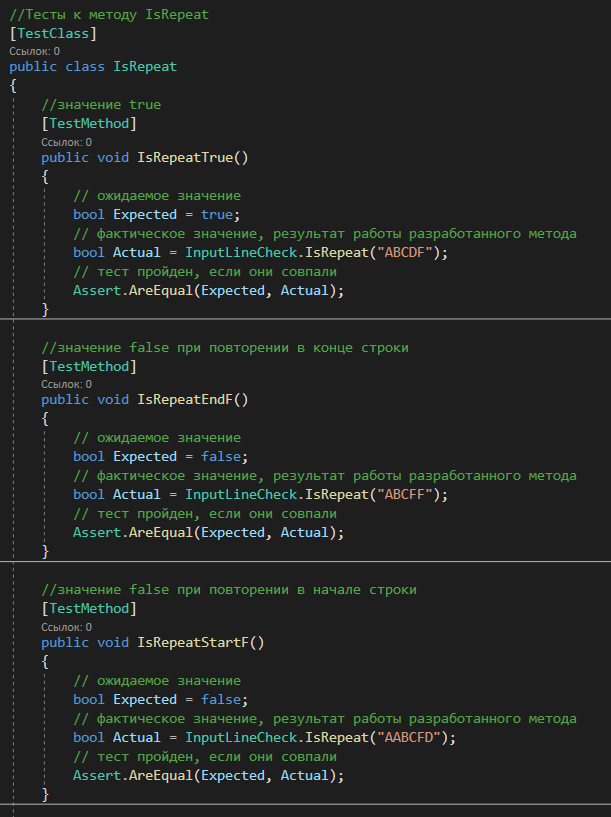 //Тесты к методу IsRepeat
[TestClass]
Ссылок: 0
public class IsRepeat
{
//значение true
[TestMethod]
Ссылок: 0
public void IsRepeatTrue()
{
// ожидаемое значение
bool Expected = true;
// фактическое значение, результат работы разработанного метода
bool Actual = InputLineCheck.IsRepeat("ABCDF");
// тест пройден, если они совпали
Assert.AreEqual(Expected, Actual);
}
//значение false при повторении в конце строки
[TestMethod]
Ссылок: 0
public void IsRepeatEndF()
{
// ожидаемое значение
bool Expected = false;
// фактическое значение, результат работы разработанного метода
bool Actual = InputLineCheck.IsRepeat("ABCFF");
// тест пройден, если они совпали
Assert.AreEqual(Expected, Actual);
}
//значение false при повторении в начале строки
[TestMethod]
Ссылок: 0
public void IsRepeatStartF()
{
// ожидаемое значение
bool Expected = false;
// фактическое значение, результат работы разработанного метода
bool Actual = InputLineCheck.IsRepeat("AABCFD");
// тест пройден, если они совпали
Assert.AreEqual(Expected, Actual);
}